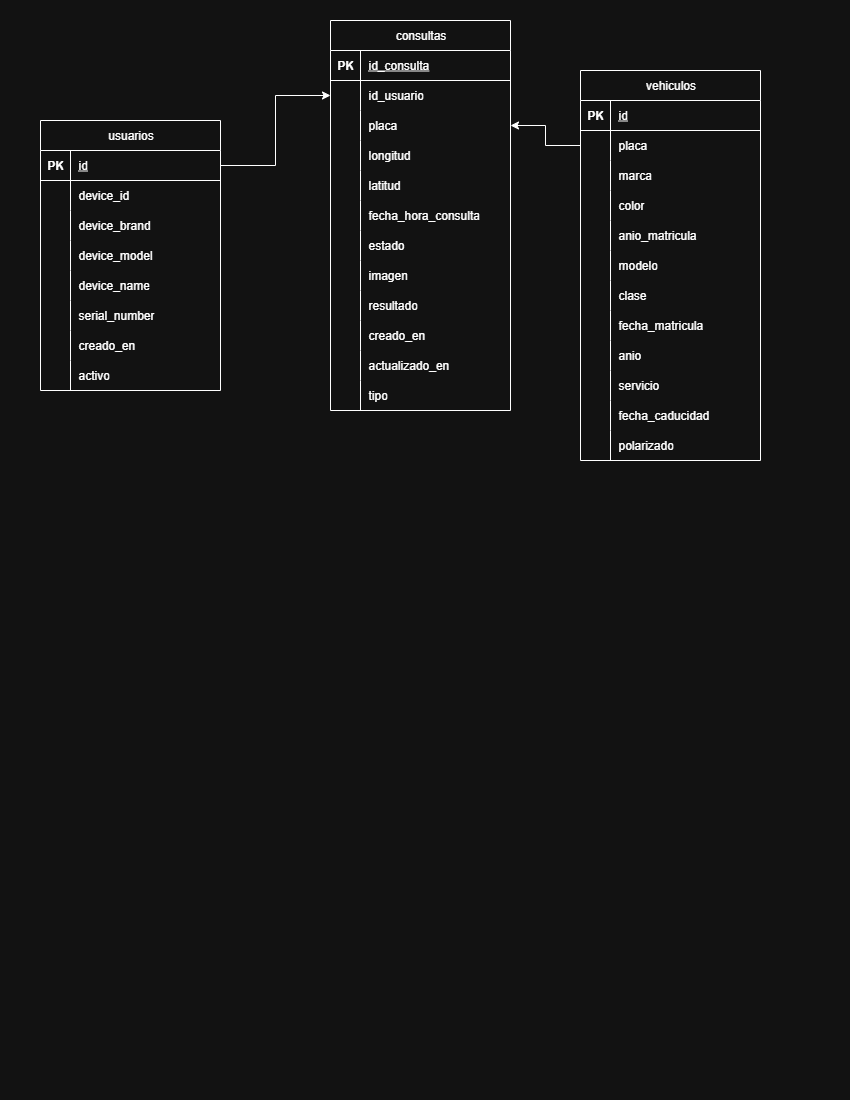 usuarios
PK id
device_id
device_brand
device_model
device_name
serial_number
creado_en
activo
consultas
PK id_consulta
id_usuario
placa
longitud
latitud
fecha_hora_consulta
estado
imagen
resultado
creado_en
actualizado_en
tipo
vehiculos
PK id
placa
marca
color
anio_matricula
modelo
clase
fecha_matricula
anio
servicio
fecha_caducidad
polarizado